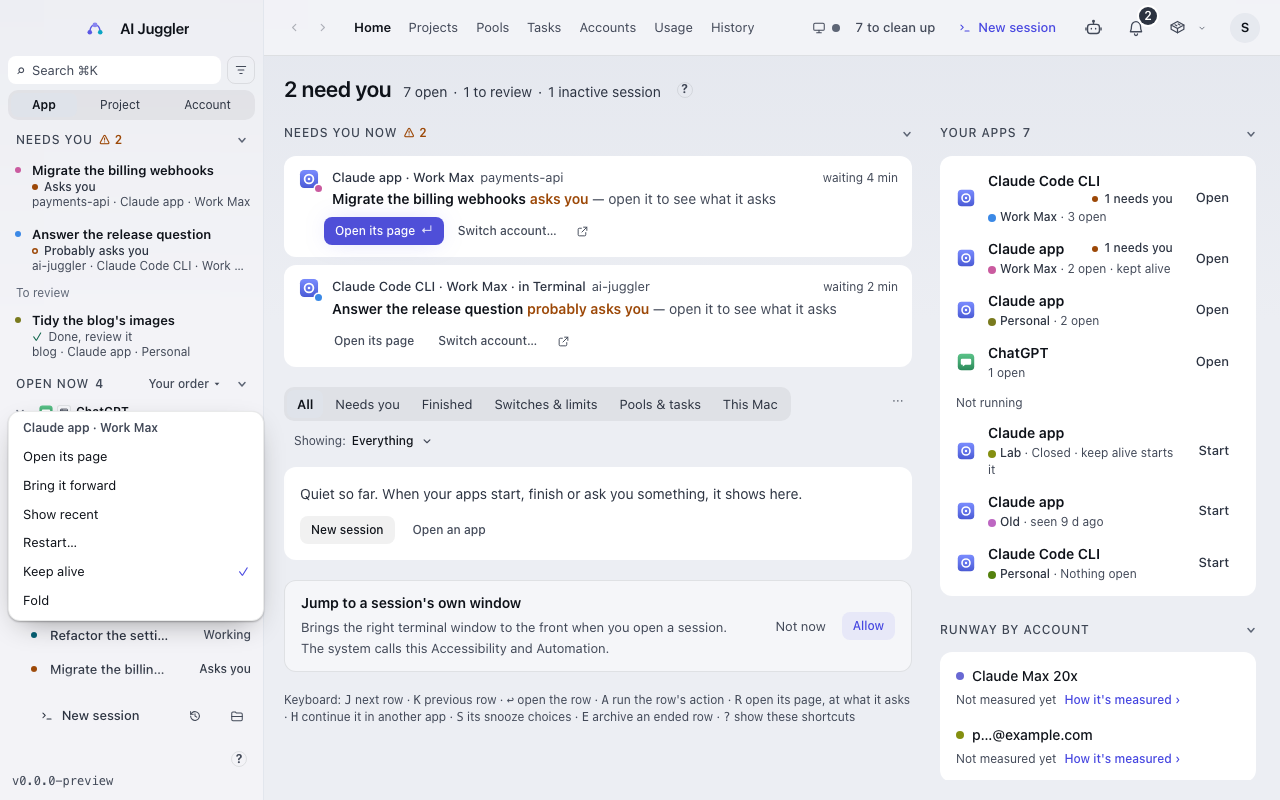 AI Juggler
Search ⌘K
App Project Account
NEEDS YOU 2
Migrate the billing webhooks
Asks you
payments-api · Claude app · Work Max
Answer the release question
Probably asks you
ai-juggler · Claude Code CLI · Work ...
To review
Tidy the blog's images
Done, review it
blog · Claude app · Personal
OPEN NOW 4 Your order
ChatGPT
Claude app · Work Max
Open its page
Bring it forward
Show recent
Restart...
Keep alive
Fold
Refactor the setti... Working
Migrate the billin... Asks you
New session
?
v0.0.0-preview
Home Projects Pools Tasks Accounts Usage History
7 to clean up
New session
2
S
2 need you 7 open · 1 to review · 1 inactive session ?
NEEDS YOU NOW 2
Claude app · Work Max payments-api waiting 4 min
Migrate the billing webhooks asks you — open it to see what it asks
Open its page ↵ Switch account...
Claude Code CLI · Work Max · in Terminal ai-juggler waiting 2 min
Answer the release question probably asks you — open it to see what it asks
Open its page Switch account...
All Needs you Finished Switches & limits Pools & tasks This Mac ...
Showing: Everything
Quiet so far. When your apps start, finish or ask you something, it shows here.
New session Open an app
Jump to a session's own window
Brings the right terminal window to the front when you open a session.
The system calls this Accessibility and Automation.
Not now Allow
Keyboard: J next row · K previous row · ↩ open the row · A run the row's action · R open its page, at what it asks
· H continue it in another app · S its snooze choices · E archive an ended row · ? show these shortcuts
YOUR APPS 7
Claude Code CLI
1 needs you
Work Max · 3 open
Open
Claude app 1 needs you
Work Max · 2 open · kept alive
Open
Claude app
Personal · 2 open
Open
ChatGPT
1 open
Open
Not running
Claude app
Lab · Closed · keep alive starts
it
Start
Claude app
Old · seen 9 d ago
Start
Claude Code CLI
Personal · Nothing open
Start
RUNWAY BY ACCOUNT
Claude Max 20x
Not measured yet How it's measured ›
p...@example.com
Not measured yet How it's measured ›